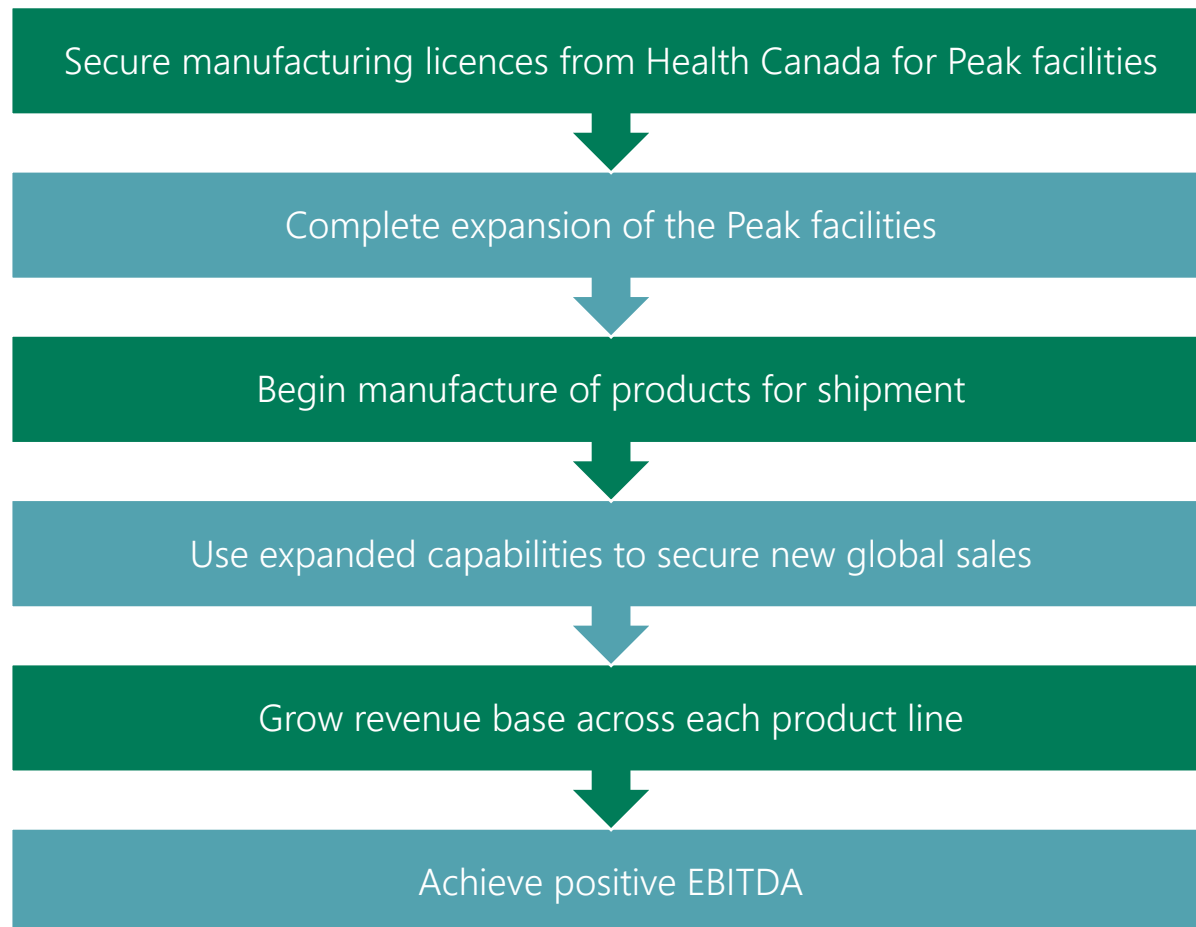 Secure manufacturing licences from Health Canada for Peak facilities
Complete expansion of the Peak facilities
Begin manufacture of products for shipment
Use expanded capabilities to secure new global sales
Grow revenue base across each product line
Achieve positive EBITDA